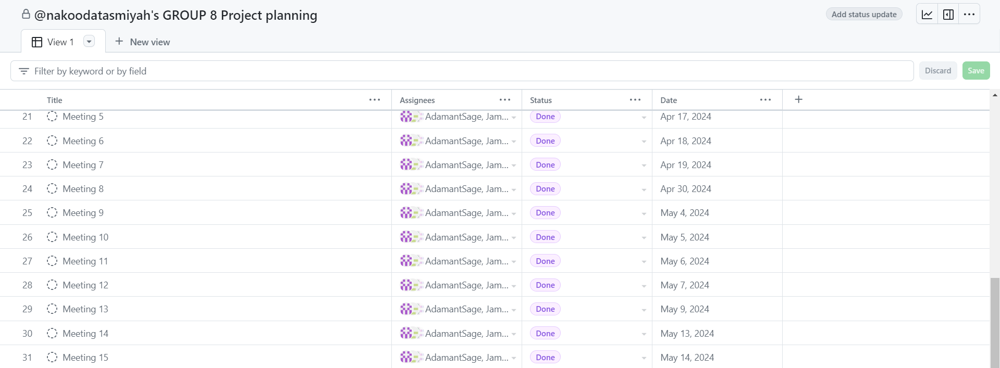 @nakoodatasmiyah's GROUP 8 Project planning
Add status update
View 1
New view
Filter by keyword or by field
Discard
Save
Title Assignees Status Date
21 Meeting 5 AdamantSage, Jam... Done Apr 17, 2024
22 Meeting 6 AdamantSage, Jam... Done Apr 18, 2024
23 Meeting 7 AdamantSage, Jam... Done Apr 19, 2024
24 Meeting 8 AdamantSage, Jam... Done Apr 30, 2024
25 Meeting 9 AdamantSage, Jam... Done May 4, 2024
26 Meeting 10 AdamantSage, Jam... Done May 5, 2024
27 Meeting 11 AdamantSage, Jam... Done May 6, 2024
28 Meeting 12 AdamantSage, Jam... Done May 7, 2024
29 Meeting 13 AdamantSage, Jam... Done May 9, 2024
30 Meeting 14 AdamantSage, Jam... Done May 13, 2024
31 Meeting 15 AdamantSage, Jam... Done May 14, 2024